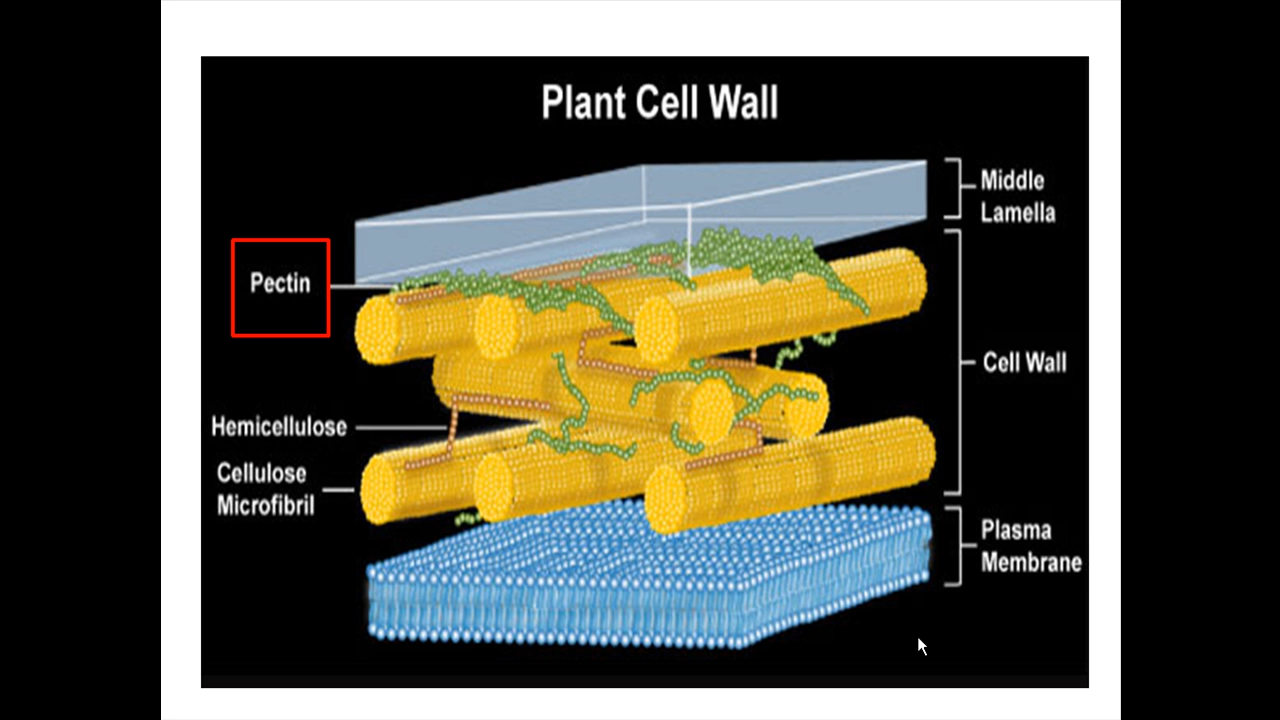 Plant Cell Wall
Middle
Lamella
Pectin
Cell Wall
Hemicellulose
Cellulose
Microfibril
Plasma
Membrane